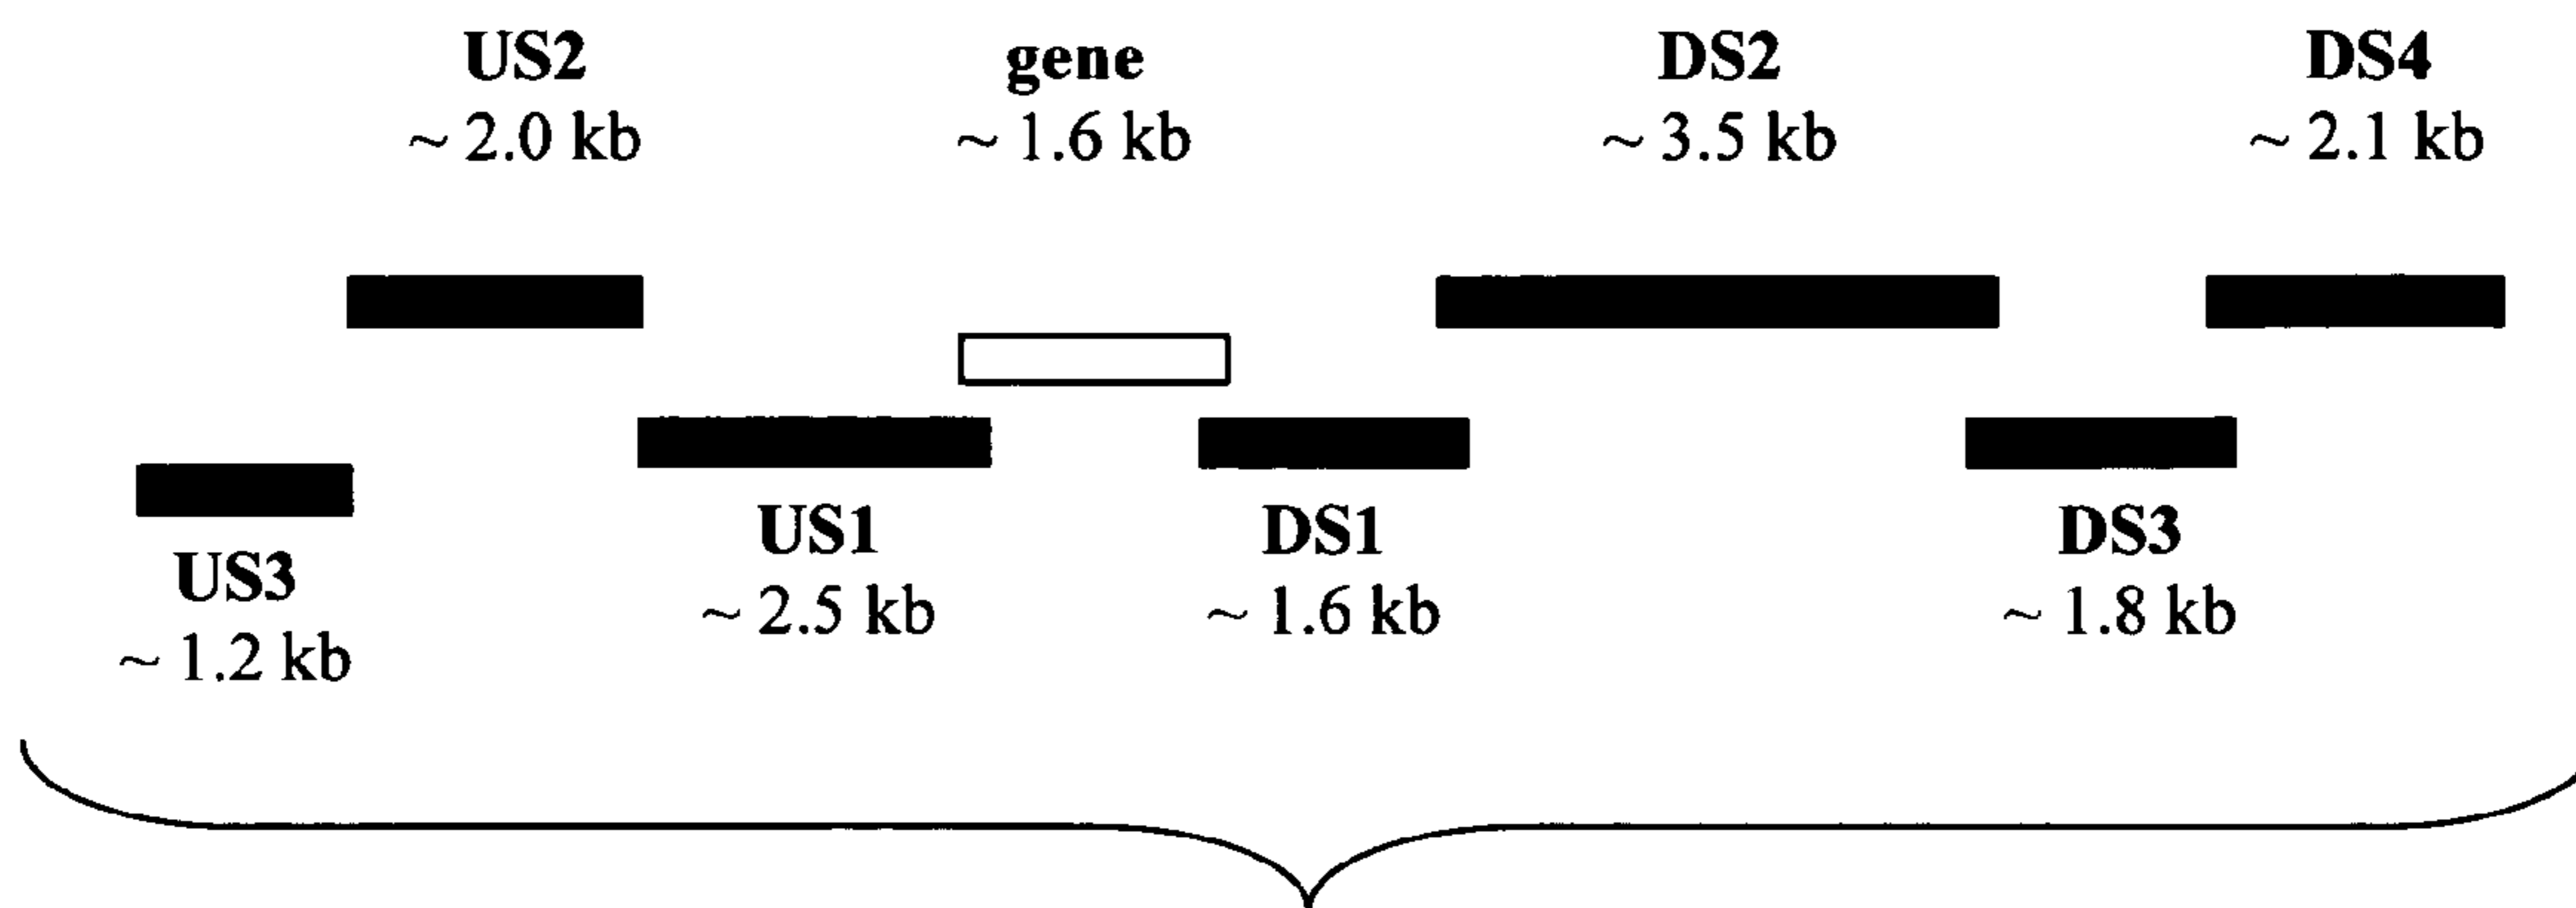 US2
~ 2.0 kb
gene
~ 1.6 kb
DS2
~ 3.5 kb
DS4
~ 2.1 kb
US3
~ 1.2 kb
US1
~ 2.5 kb
DS1
~ 1.6 kb
DS3
~ 1.8 kb